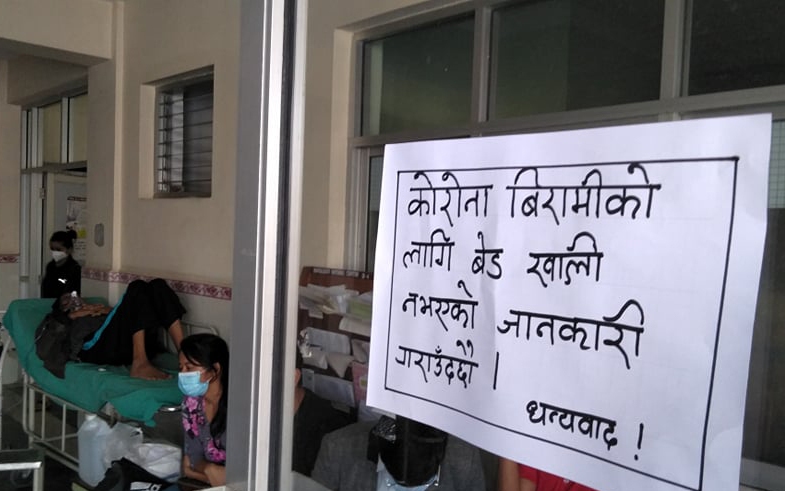 कोरोना बिरामीको
लागि बेड खाली
नभएको जानकारी
गराउँदछौं ।
धन्यवाद !